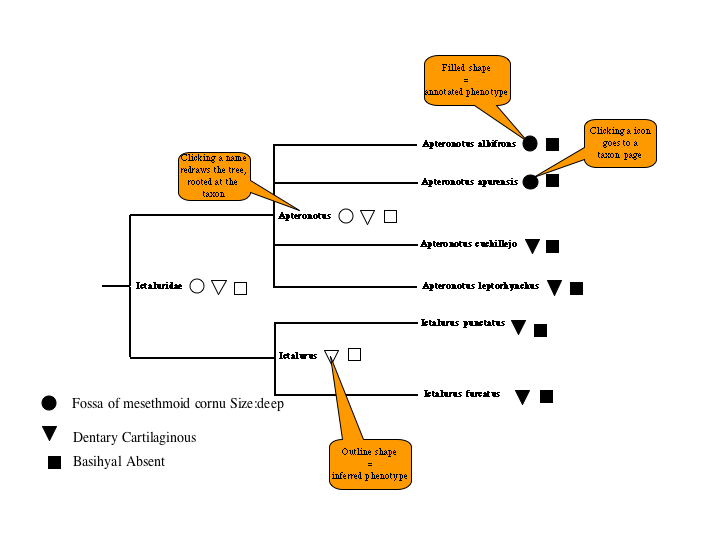 Filled shape
=
annotated phenotype
Clicking a icon
goes to a
taxon page
Apteronotus albifrons
Clicking a name
redraws the tree,
rooted at the
taxon
Apteronotus apurensis
Apteronotus
Apteronotus cuchillejo
Ictaluridae
Apteronotus leptorhynchus
Ictalurus punctatus
Ictalurus
Ictalurus furcatus
Fossa of mesethmoid cornu Size:deep
Dentary Cartilaginous
Basihyal Absent
Outline shape
=
inferred phenotype